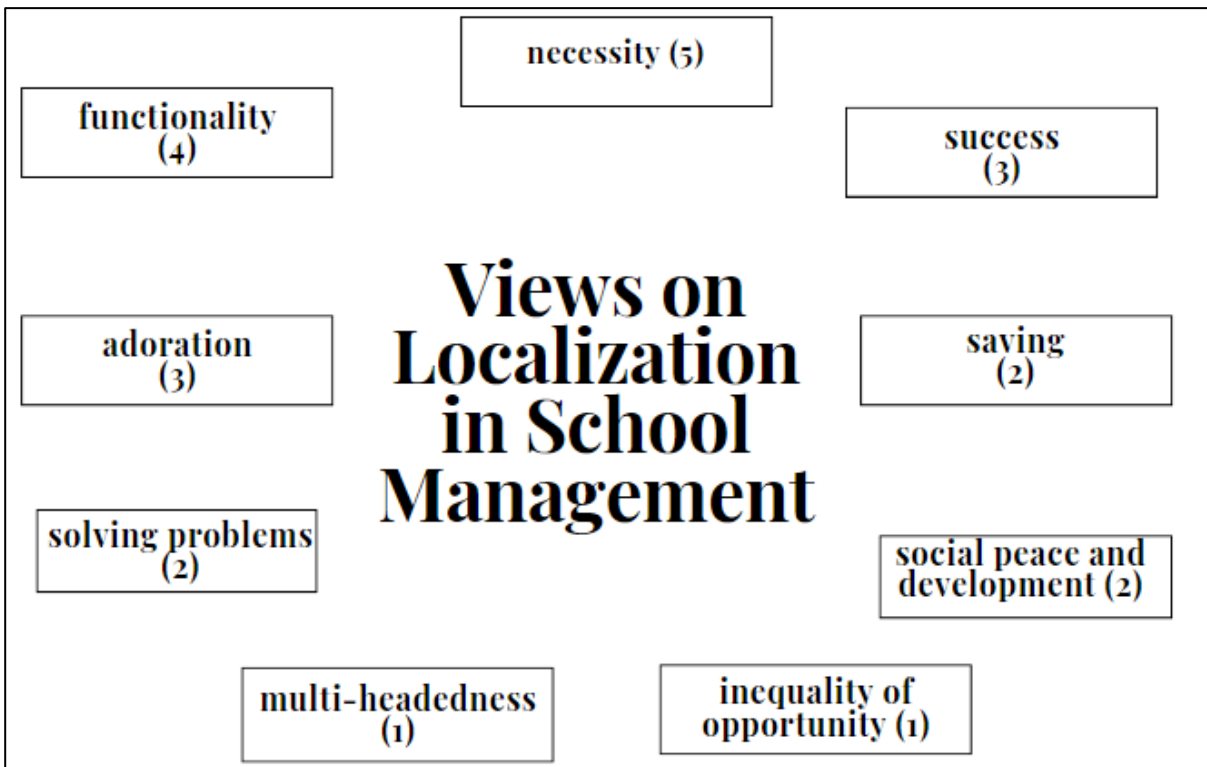 necessity (5)
functionality
(4)
success
(3)
Views on
Localization
in School
Management
adoration
(3)
saving
(2)
solving problems
(2)
social peace and
development (2)
multi-headedness
(1)
inequality of
opportunity (1)